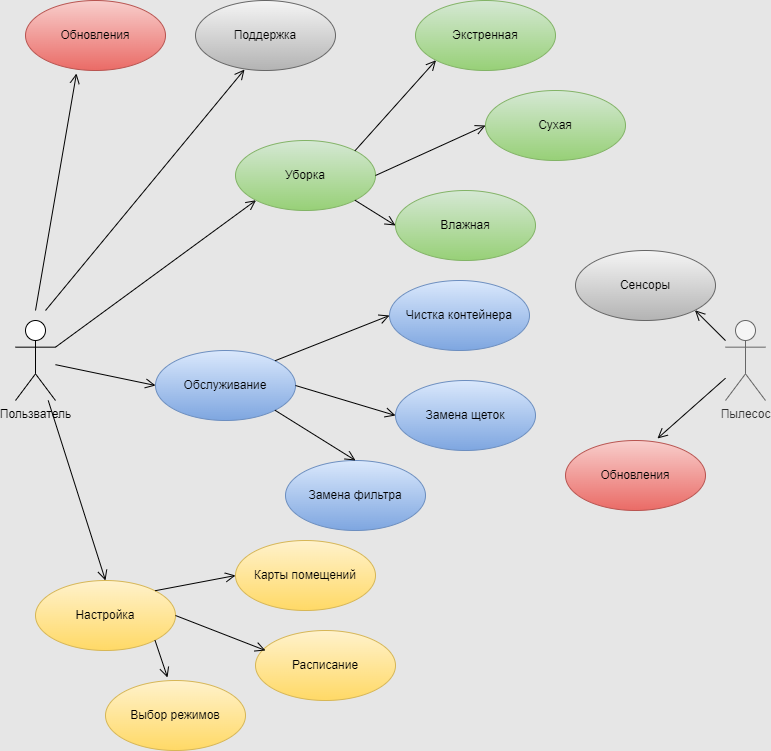 Обновления
Поддержка
Экстренная
Сухая
Уборка
Влажная
Сенсоры
Чистка контейнера
Обслуживание
Пользватель
Замена щеток
Пылесос
Обновления
Замена фильтра
Карты помещений
Настройка
Расписание
Выбор режимов